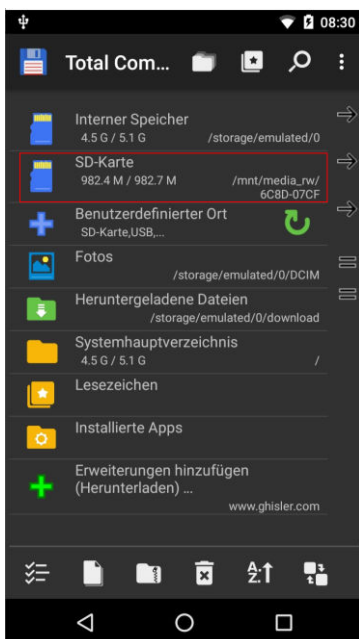 08:30
Total Com...
Interner Speicher
4.5 G / 5.1 G /storage/emulated/0
SD-Karte
982.4 M / 982.7 M /mnt/media_rw/
6C8D-07CF
Benutzerdefinierter Ort
SD-Karte,USB,...
Fotos
/storage/emulated/0/DCIM
Heruntergeladene Dateien
/storage/emulated/0/download
Systemhauptverzeichnis
4.5 G / 5.1 G /
Lesezeichen
Installierte Apps
Erweiterungen hinzufügen
(Herunterladen) ...
www.ghisler.com
A
Z